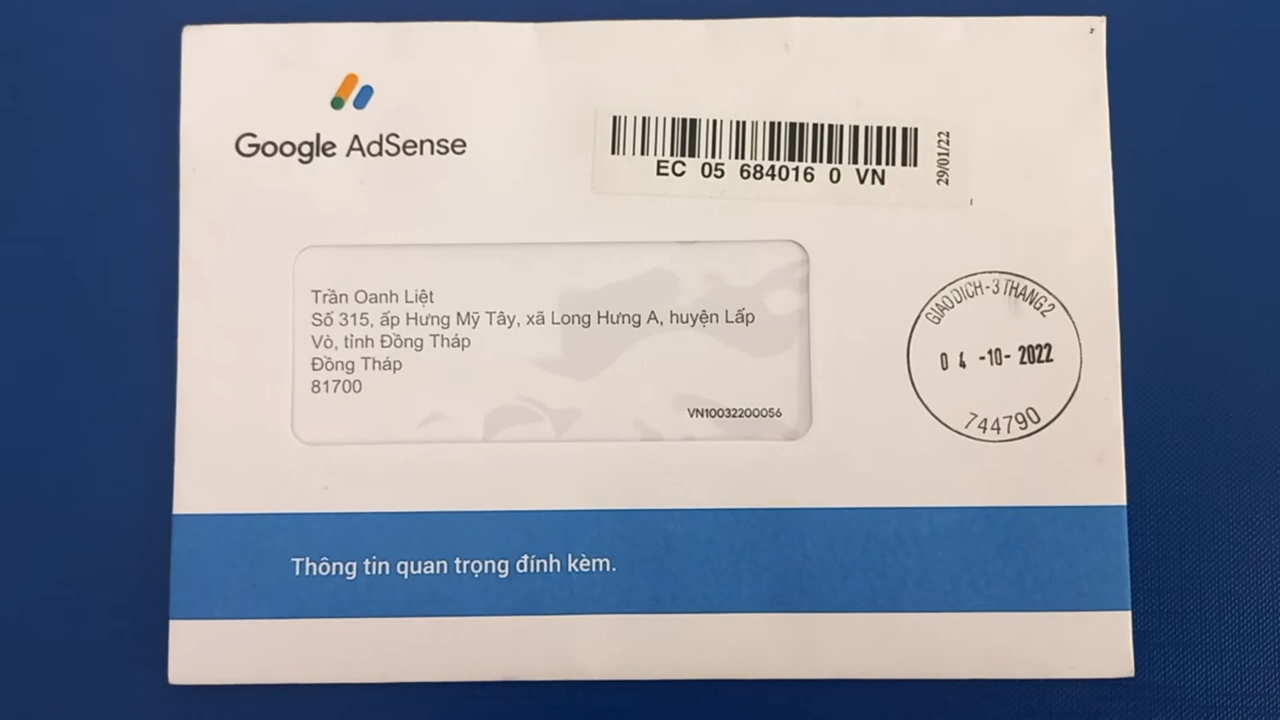 Google AdSense
EC 05 684016 0 VN
29/01/22
Trần Oanh Liệt
Số 315, ấp Hưng Mỹ Tây, xã Long Hưng A, huyện Lấp
Vò, tỉnh Đồng Tháp
Đồng Tháp
81700
VN10032200056
GIAO DỊCH - 3 THÁNG 2
04 -10- 2022
744790
Thông tin quan trọng đính kèm.